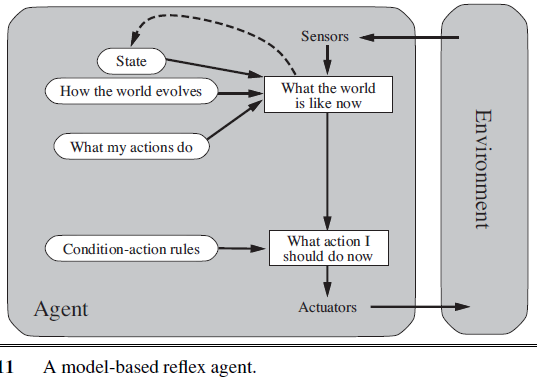 Sensors
State
How the world evolves
What the world
is like now
What my actions do
Environment
Condition-action rules
What action I
should do now
Agent
Actuators
11 A model-based reflex agent.